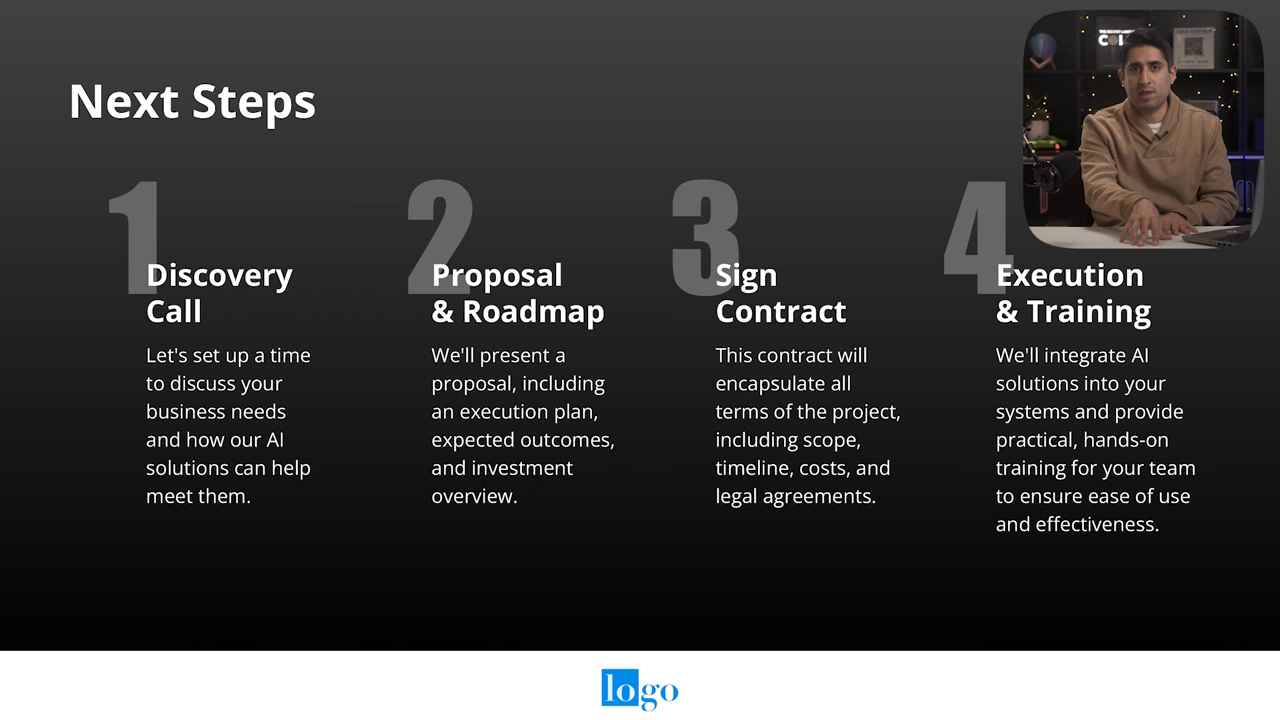 Next Steps
1
Discovery
Call
Let's set up a time
to discuss your
business needs
and how our AI
solutions can help
meet them.
2
Proposal
& Roadmap
We'll present a
proposal, including
an execution plan,
expected outcomes,
and investment
overview.
3
Sign
Contract
This contract will
encapsulate all
terms of the project,
including scope,
timeline, costs, and
legal agreements.
4
Execution
& Training
We'll integrate AI
solutions into your
systems and provide
practical, hands-on
training for your team
to ensure ease of use
and effectiveness.
logo